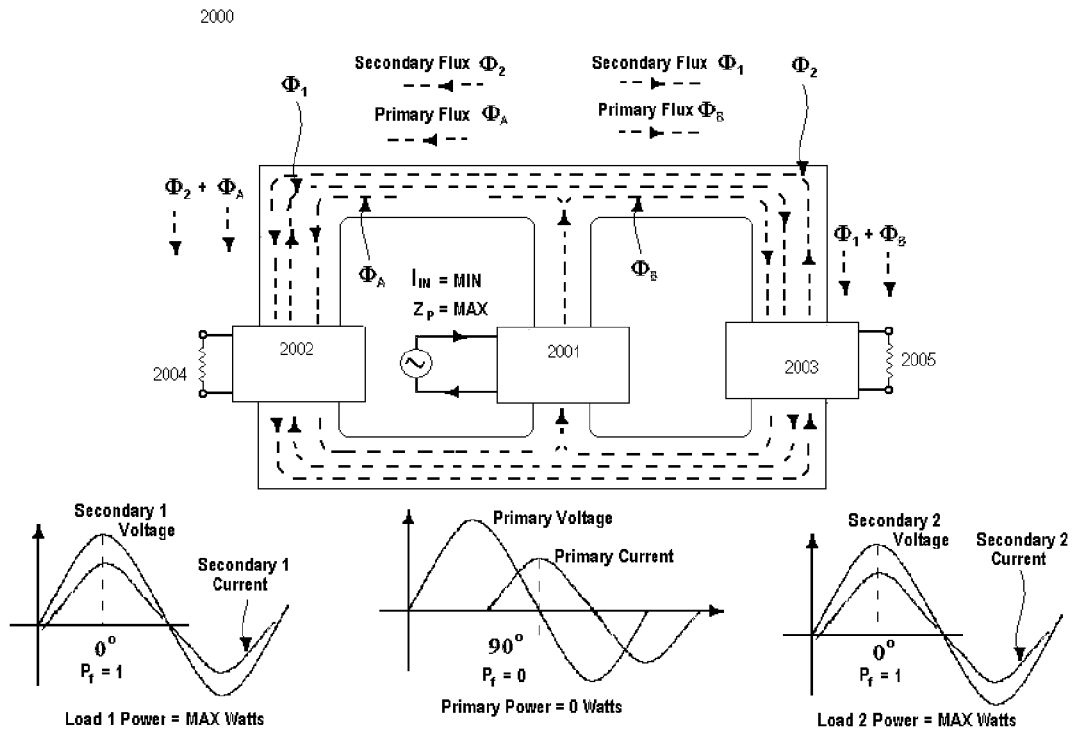 2000
Secondary Flux Φ2
Secondary Flux Φ1
Φ2
Φ1
Primary Flux ΦA
Primary Flux ΦB
Φ2 + ΦA
Φ1 + ΦB
ΦA
IIN = MIN
ZP = MAX
ΦB
2004
2002
2001
2003
2005
Secondary 1
Voltage
Secondary 1
Current
0°
Pf = 1
Load 1 Power = MAX Watts
Primary Voltage
Primary Current
90°
Pf = 0
Primary Power = 0 Watts
Secondary 2
Voltage
Secondary 2
Current
0°
Pf = 1
Load 2 Power = MAX Watts